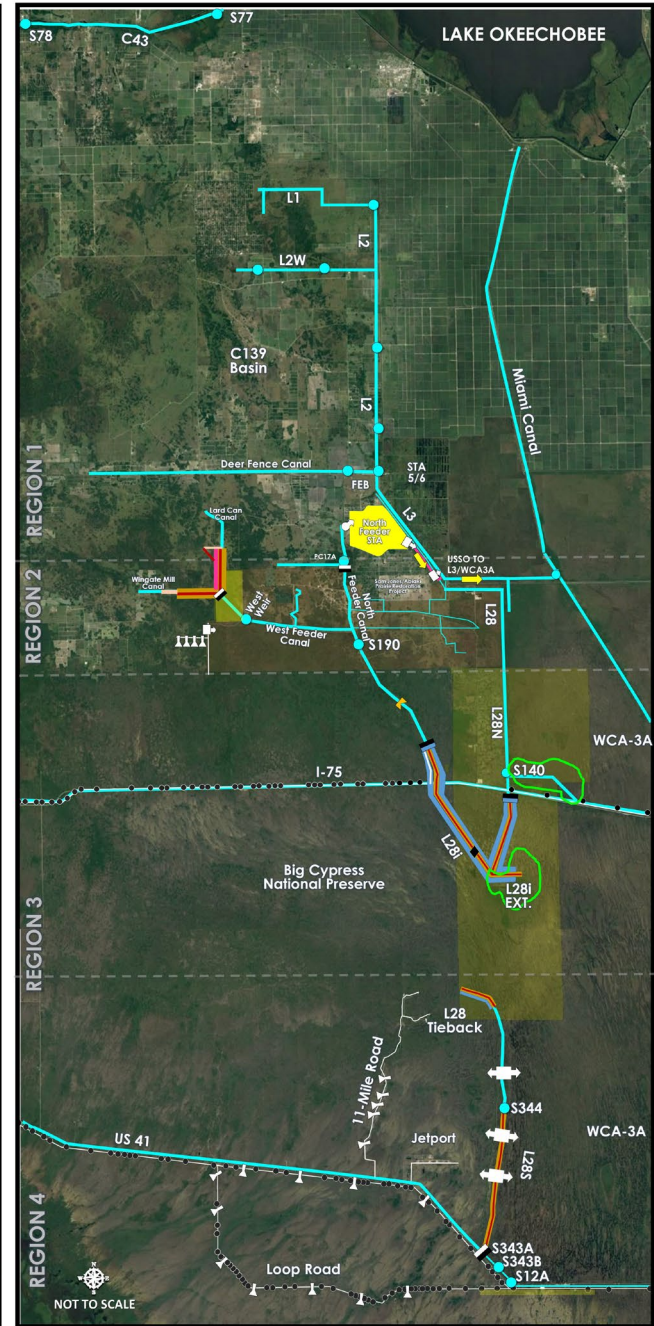 S77
S78
C43
LAKE OKEECHOBEE
L1
L2
L2W
C139
Basin
L2
Miami Canal
REGION 1
Deer Fence Canal
STA
5/6
FEB
L3
Lard Can
Canal
North
Feeder
STA
PC17A
USSO TO
L3/WCA3A
REGION 2
Wingate Mill
Canal
West
Weir
West Feeder
Canal
North
Feeder Canal
L28
S190
L28N
WCA-3A
I-75
S140
L28i
Big Cypress
National Preserve
L28i
EXT.
REGION 3
L28
Tieback
11-Mile Road
S344
Jetport
WCA-3A
L28S
US 41
REGION 4
S343A
S343B
S12A
Loop Road
N
NOT TO SCALE